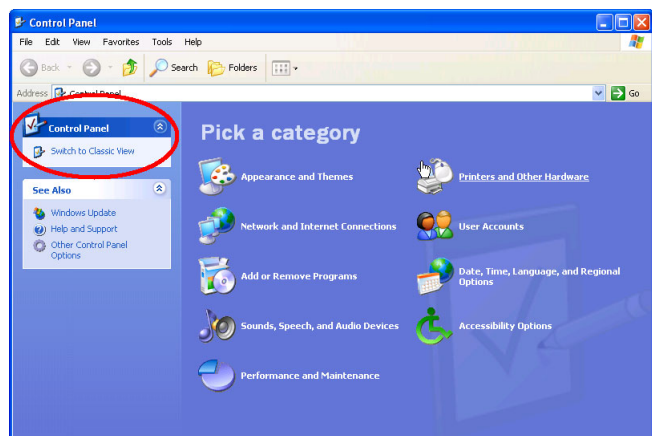 Control Panel
File Edit View Favorites Tools Help
Back Search Folders
Address Control Panel Go
Control Panel
Switch to Classic View
See Also
Windows Update
Help and Support
Other Control Panel
Options
Pick a category
Appearance and Themes
Printers and Other Hardware
Network and Internet Connections
User Accounts
Add or Remove Programs
Date, Time, Language, and Regional
Options
Sounds, Speech, and Audio Devices
Accessibility Options
Performance and Maintenance